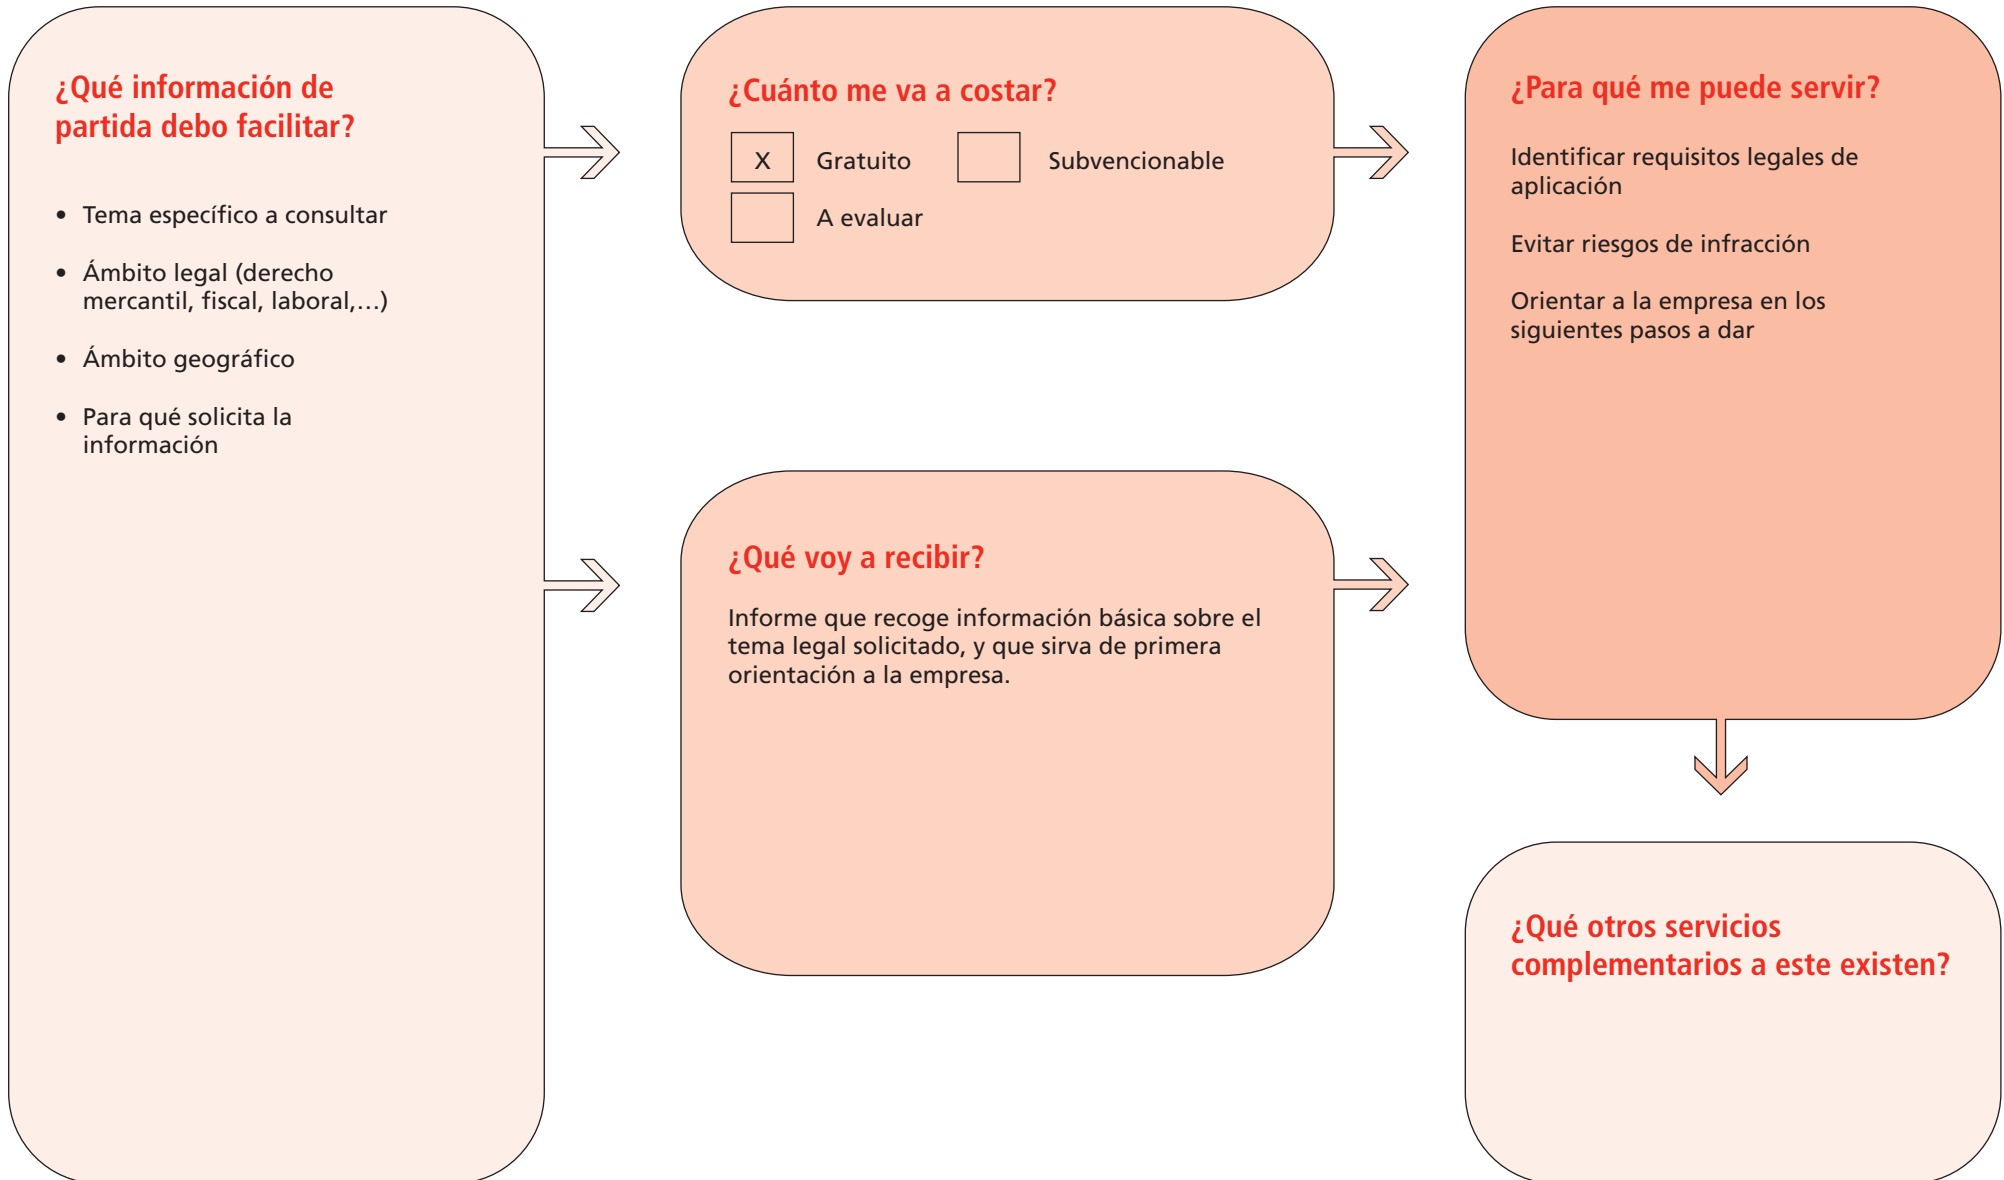 ¿Qué información de
partida debo facilitar?
• Tema específico a consultar
• Ámbito legal (derecho
mercantil, fiscal, laboral,…)
• Ámbito geográfico
• Para qué solicita la
información
¿Cuánto me va a costar?
X Gratuito Subvencionable
A evaluar
¿Qué voy a recibir?
Informe que recoge información básica sobre el
tema legal solicitado, y que sirva de primera
orientación a la empresa.
¿Para qué me puede servir?
Identificar requisitos legales de
aplicación
Evitar riesgos de infracción
Orientar a la empresa en los
siguientes pasos a dar
¿Qué otros servicios
complementarios a este existen?